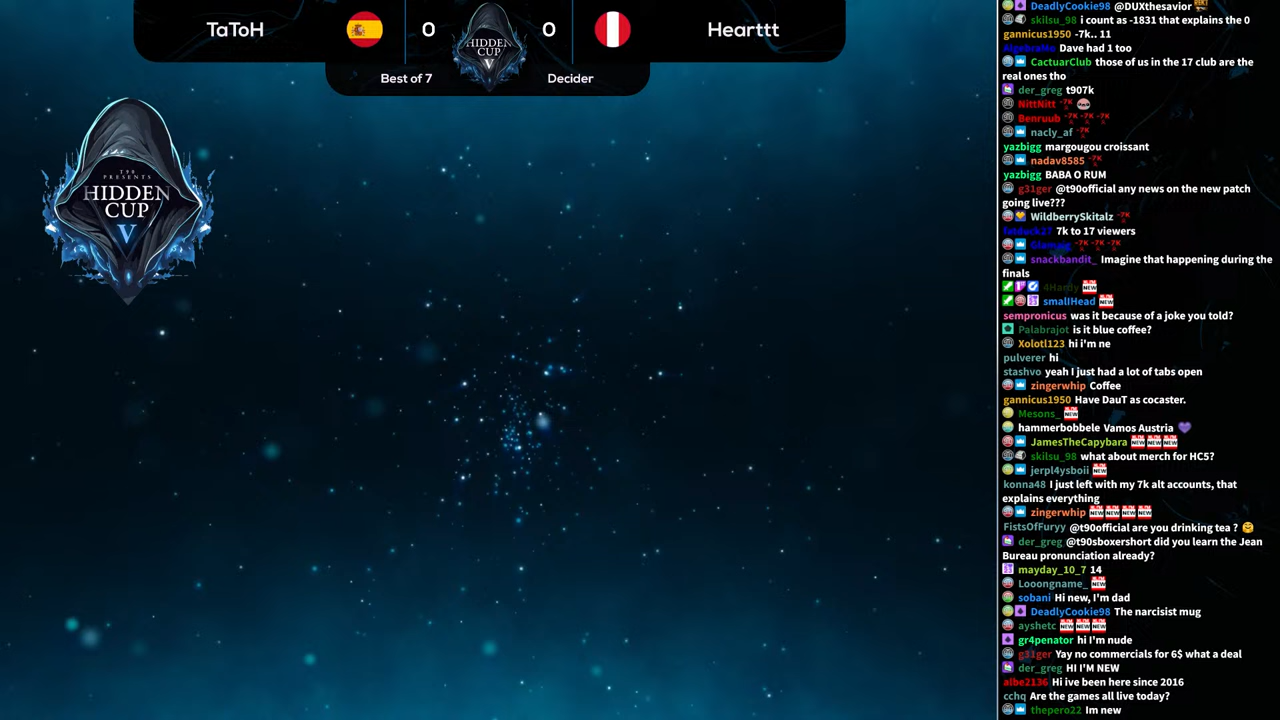 TaToH
0
0
Hearttt
HIDDEN
CUP
V
Best of 7
Decider
T90
PRESENTS
HIDDEN
CUP
V
DeadlyCookie98 @DUXthesavior
skilsu_98 i count as -1831 that explains the 0
gannicus1950 -7k.. 11
Dave had 1 too
CactuarClub those of us in the 17 club are the
real ones tho
der_greg t907k
NittNitt -7K
Benruub -7K -7K -7K
nacly_af -7K
yazbigg margougou croissant
nadav8585 -7K
yazbigg BABA O RUM
g31ger @t90official any news on the new patch
going live???
WildberrySkitalz -7K
fatduck27 7k to 17 viewers
-7K -7K -7K
snackbandit_ Imagine that happening during the
finals
4Hardy NEW
smallHead NEW
sempronicus was it because of a joke you told?
Palabrajot is it blue coffee?
Xolotl123 hi i'm ne
pulverer hi
stashvo yeah I just had a lot of tabs open
zingerwhip Coffee
gannicus1950 Have DauT as cocaster.
Mesons_ NEW
hammerbobbele Vamos Austria
JamesTheCapybara NEW NEW NEW
skilsu_98 what about merch for HC5?
jerpl4ysboii NEW
konna48 I just left with my 7k alt accounts, that
explains everything
zingerwhip NEW NEW NEW NEW
FistsOfFuryy @t90official are you drinking tea ?
der_greg @t90sboxershort did you learn the Jean
Bureau pronunciation already?
mayday_10_7 14
Looongname_ NEW
sobani Hi new, I'm dad
DeadlyCookie98 The narcisist mug
ayshetc NEW NEW NEW
gr4penator hi I'm nude
g31ger Yay no commercials for 6$ what a deal
der_greg HI I'M NEW
albe2136 Hi ive been here since 2016
cchq Are the games all live today?
thepero22 Im new